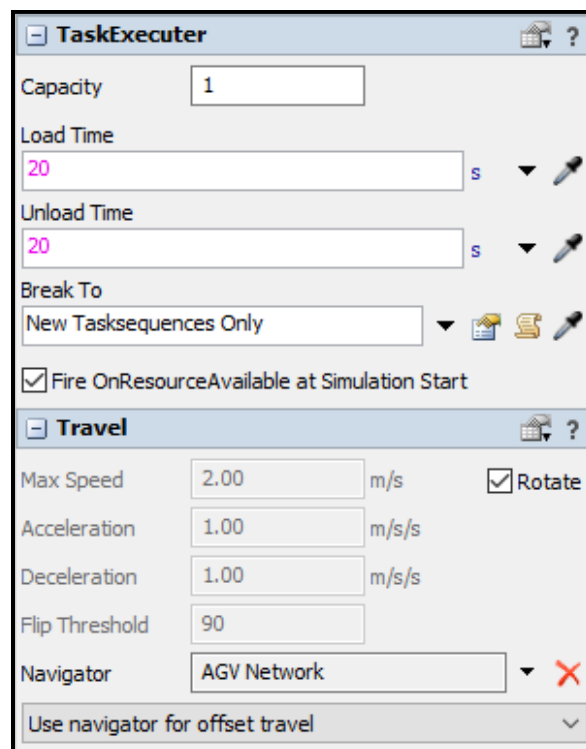 TaskExecuter ?
Capacity 1
Load Time
20 s
Unload Time
20 s
Break To
New Tasksequences Only
Fire OnResourceAvailable at Simulation Start
Travel ?
Max Speed 2.00 m/s Rotate
Acceleration 1.00 m/s/s
Deceleration 1.00 m/s/s
Flip Threshold 90
Navigator AGV Network
Use navigator for offset travel